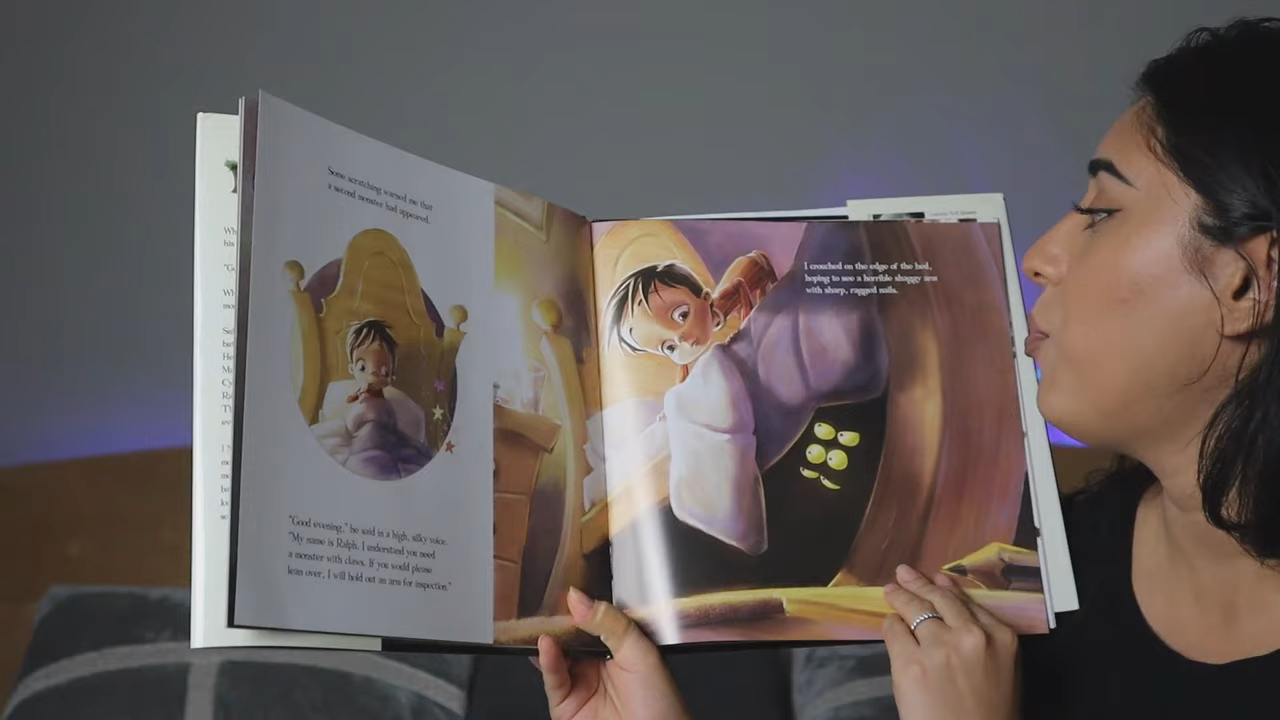 Some scratching warned me that
a second monster had appeared.
"Good evening," he said in a high, silky voice.
"My name is Ralph. I understand you need
a monster with claws. If you would please
lean over, I will hold out an arm for inspection."
I crouched on the edge of the bed,
hoping to see a horrible shaggy arm
with sharp, ragged nails.